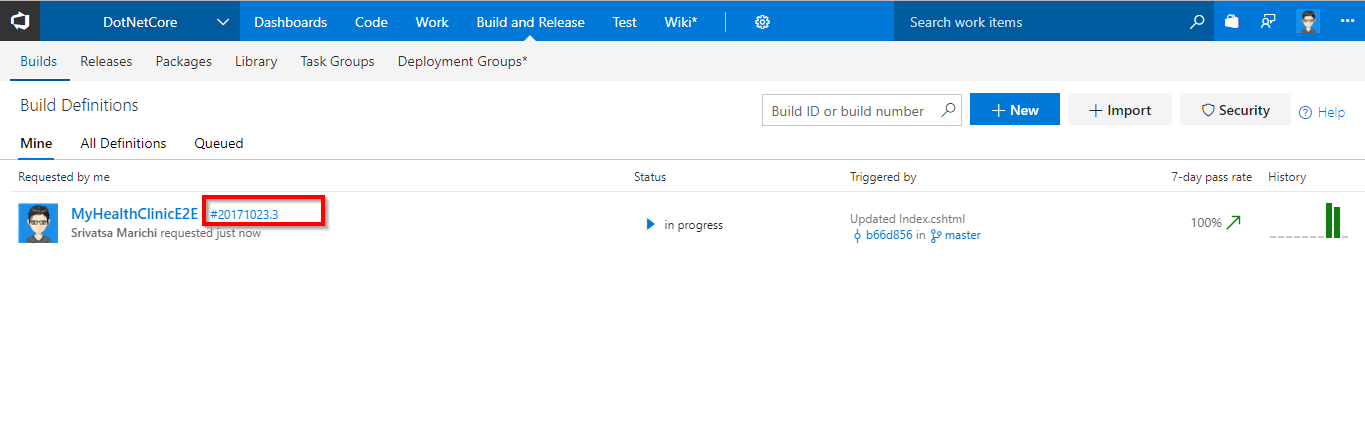 DotNetCore Dashboards Code Work Build and Release Test Wiki* Search work items
Builds Releases Packages Library Task Groups Deployment Groups*
Build Definitions Build ID or build number New Import Security Help
Mine All Definitions Queued
Requested by me Status Triggered by 7-day pass rate History
MyHealthClinicE2E #20171023.3
Srivatsa Marichi requested just now
in progress
Updated Index.cshtml
b66d856 in master
100%